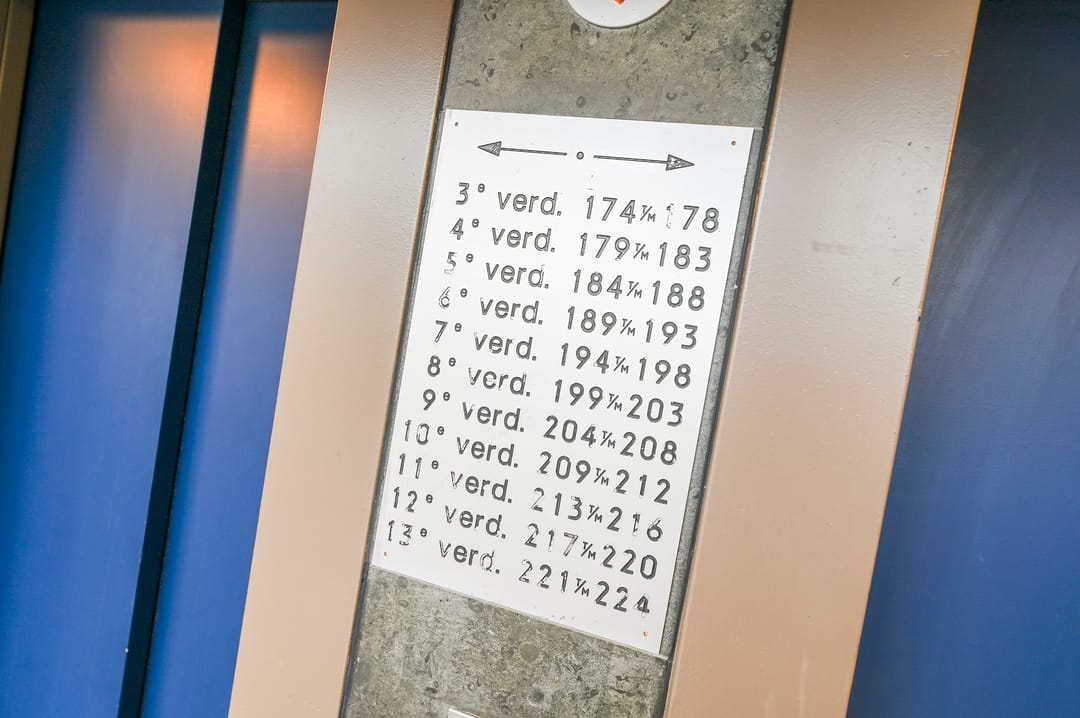 3e verd. 174 T/M 178
4e verd. 179 T/M 183
5e verd. 184 T/M 188
6e verd. 189 T/M 193
7e verd. 194 T/M 198
8e verd. 199 T/M 203
9e verd. 204 T/M 208
10e verd. 209 T/M 212
11e verd. 213 T/M 216
12e verd. 217 T/M 220
13e verd. 221 T/M 224